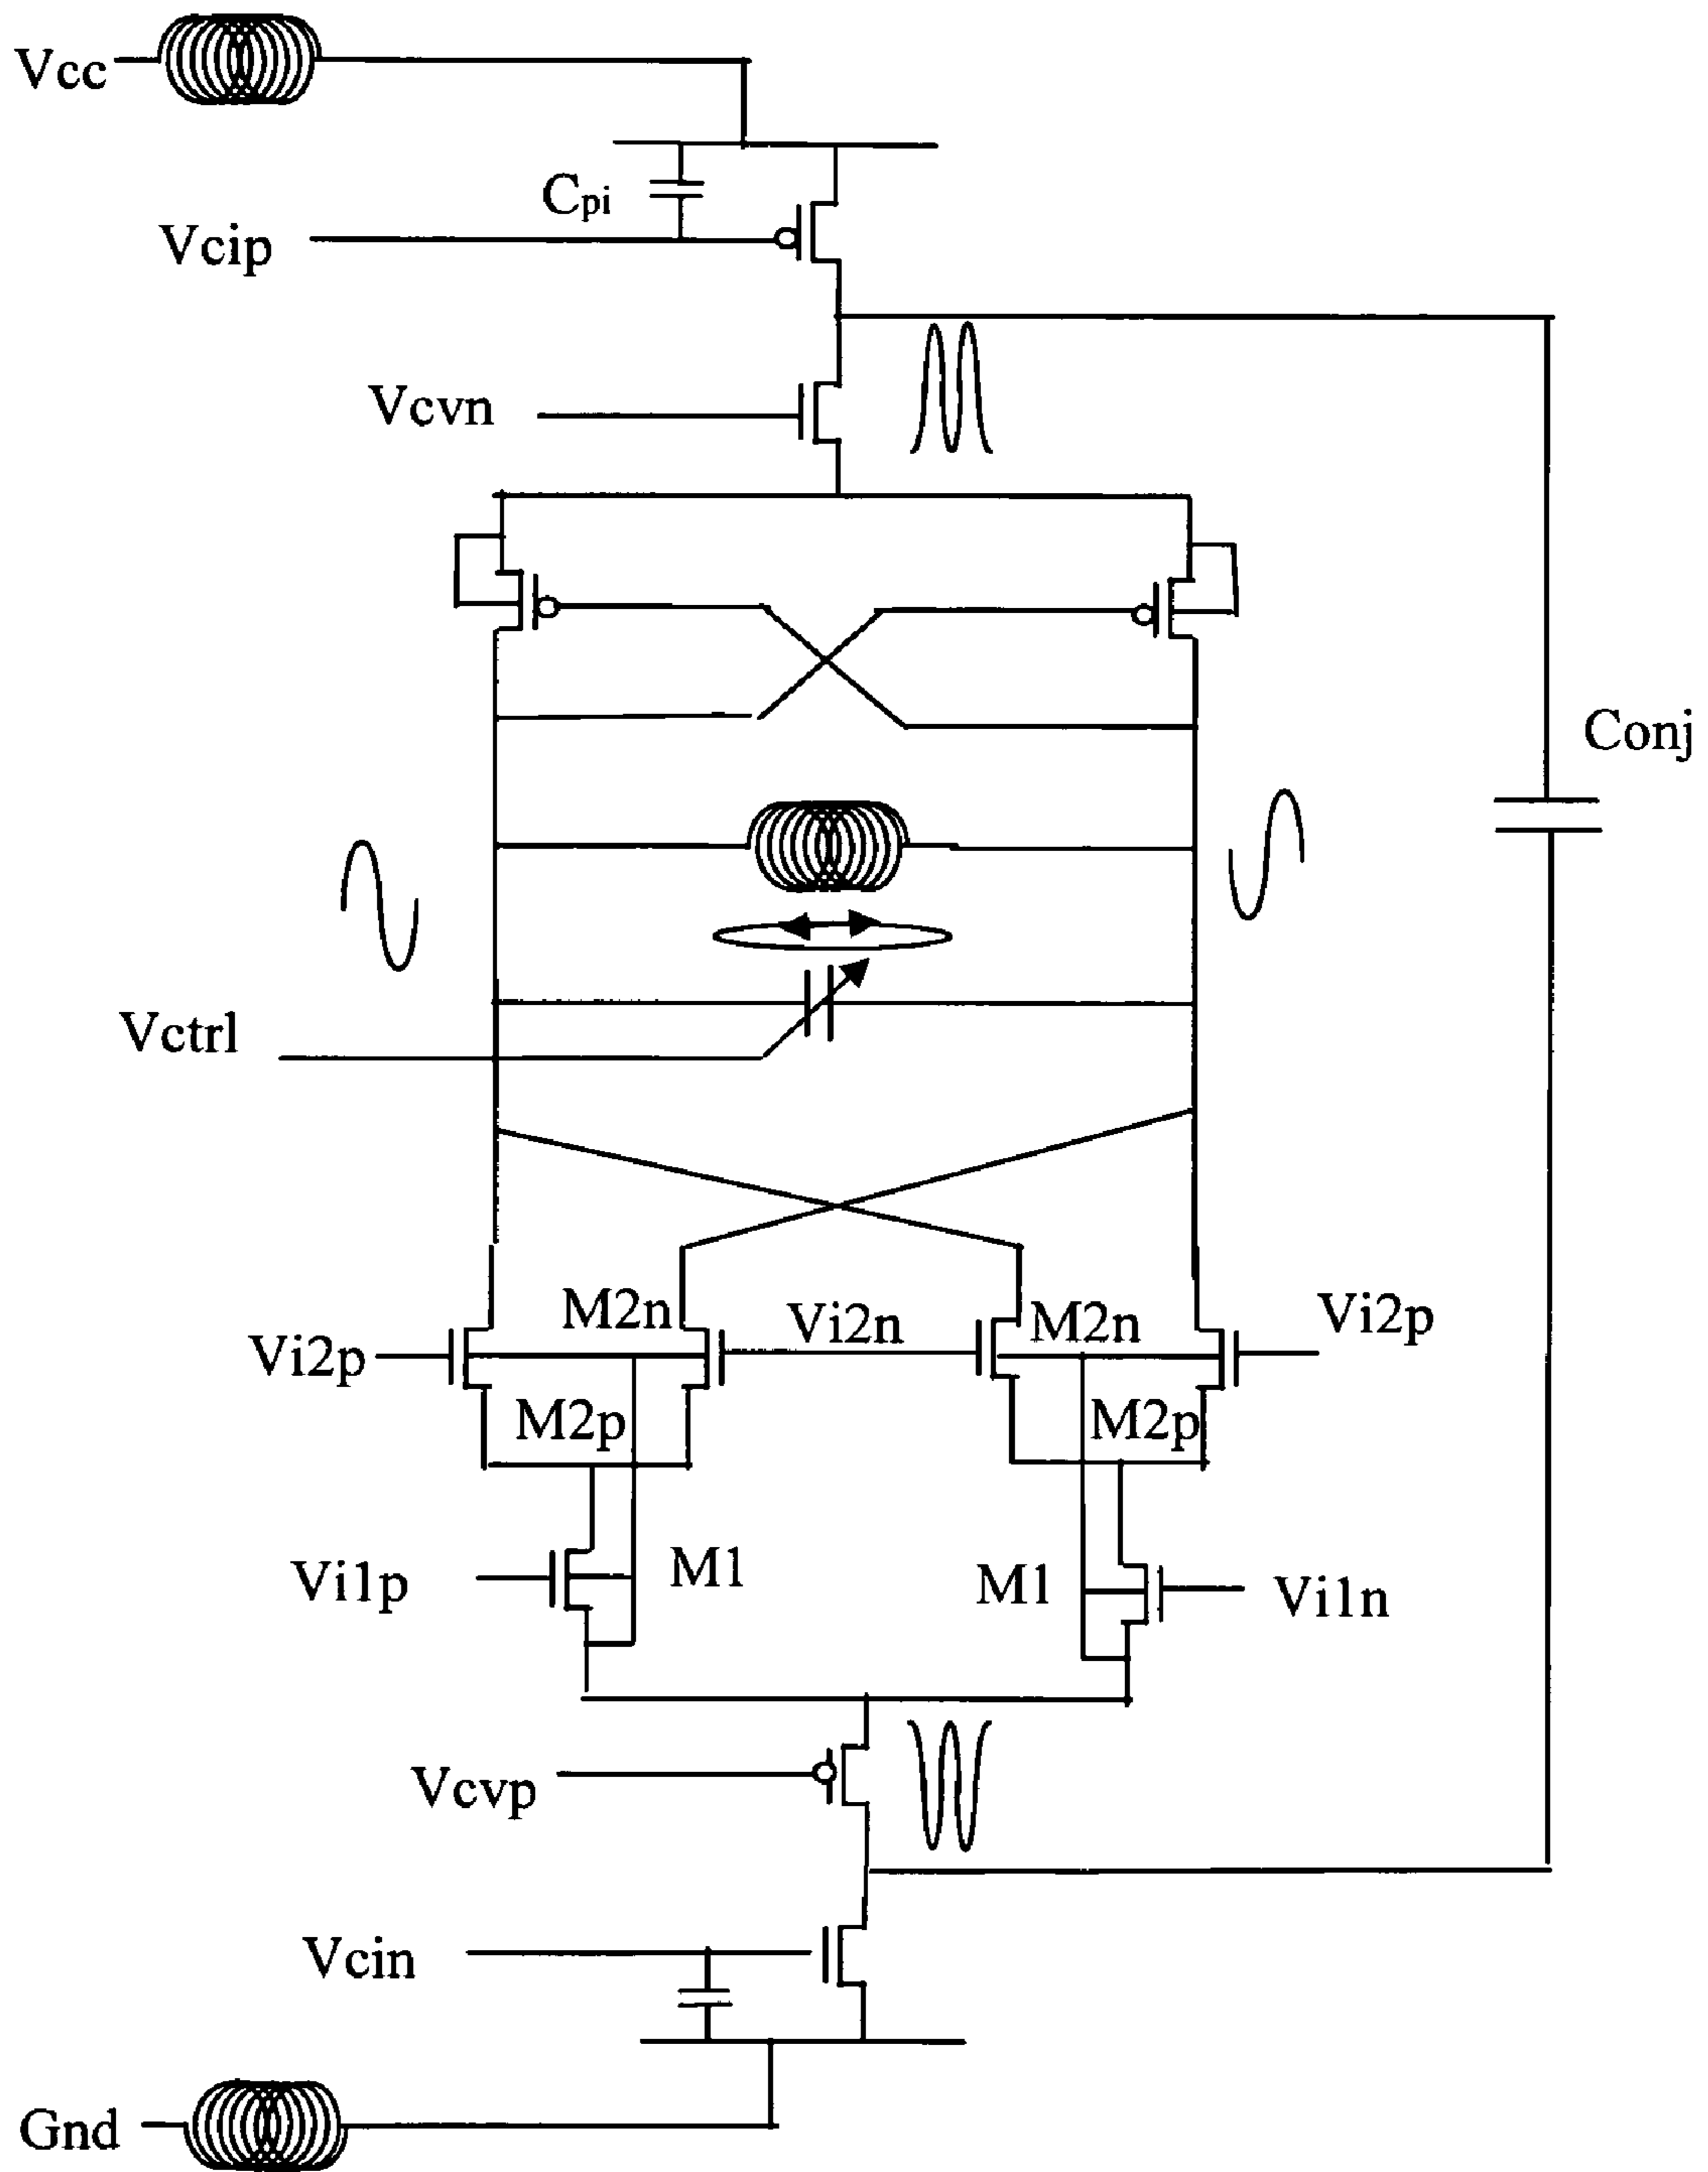 Vcc
Cpi
Vcip
Vcvn
Conj
Vctrl
M2n
Vi2n
M2n
Vi2p
Vi2p
M2p
M2p
Vi1p
M1
M1
Vi1n
Vcvp
Vcin
Gnd